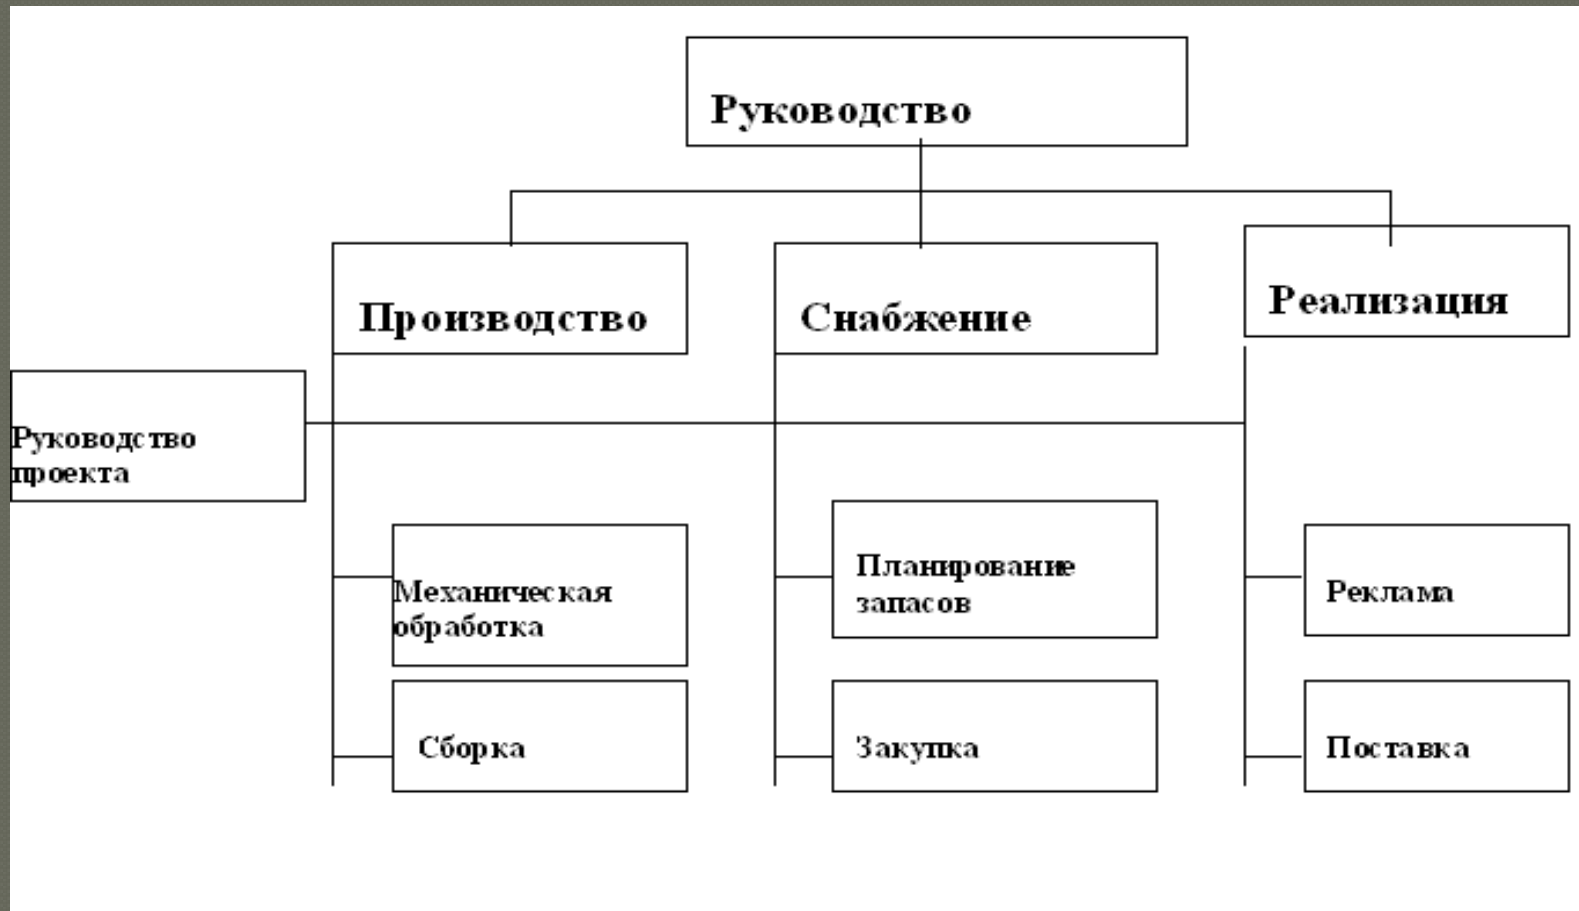 Руководство
Производство
Снабжение
Реализация
Руководство
проекта
Механическая
обработка
Планирование
запасов
Реклама
Сборка
Закупка
Поставка